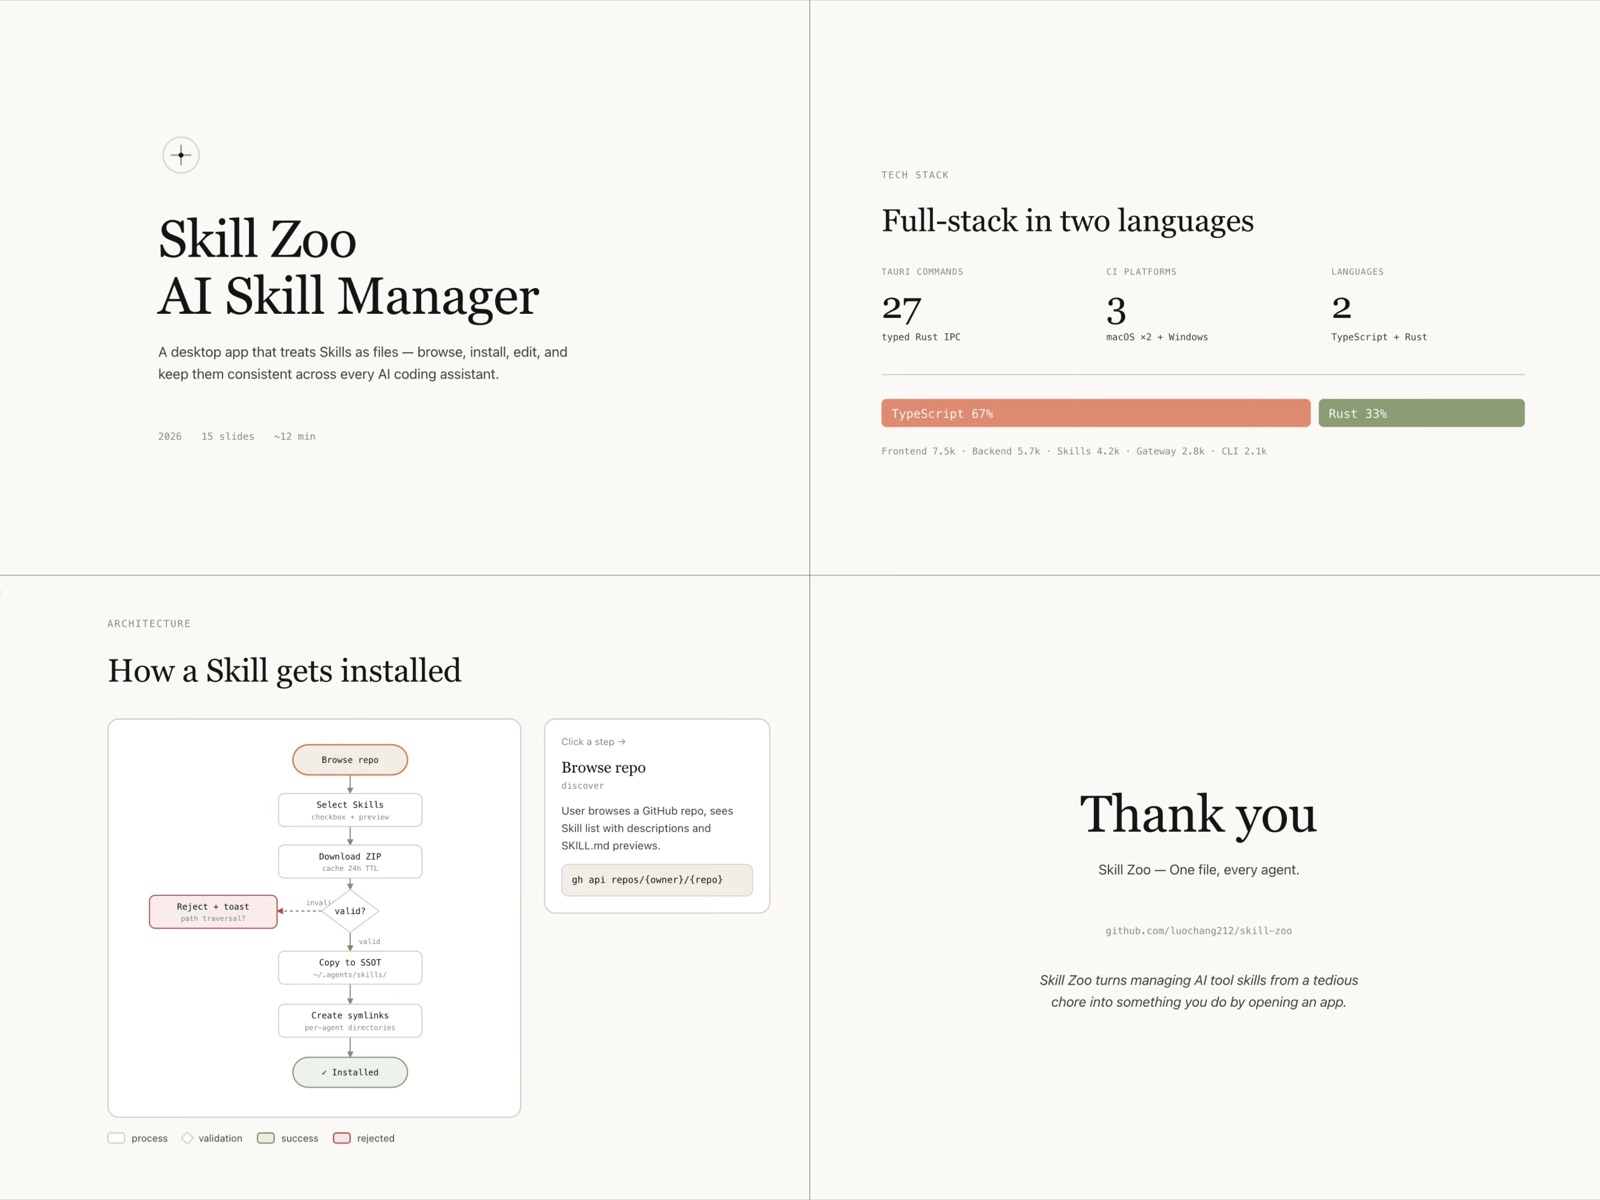 Skill Zoo
AI Skill Manager
A desktop app that treats Skills as files — browse, install, edit, and
keep them consistent across every AI coding assistant.
2026 15 slides ~12 min
TECH STACK
Full-stack in two languages
TAURI COMMANDS
27
typed Rust IPC
CI PLATFORMS
3
macOS ×2 + Windows
LANGUAGES
2
TypeScript + Rust
TypeScript 67%
Rust 33%
Frontend 7.5k · Backend 5.7k · Skills 4.2k · Gateway 2.8k · CLI 2.1k
ARCHITECTURE
How a Skill gets installed
Browse repo
Select Skills
checkbox + preview
Download ZIP
cache 24h TTL
Reject + toast
path traversal?
invali
valid?
valid
Copy to SSOT
~/.agents/skills/
Create symlinks
per-agent directories
✓ Installed
process
validation
success
rejected
Click a step →
Browse repo
discover
User browses a GitHub repo, sees
Skill list with descriptions and
SKILL.md previews.
gh api repos/{owner}/{repo}
Thank you
Skill Zoo — One file, every agent.
github.com/luochang212/skill-zoo
Skill Zoo turns managing AI tool skills from a tedious
chore into something you do by opening an app.